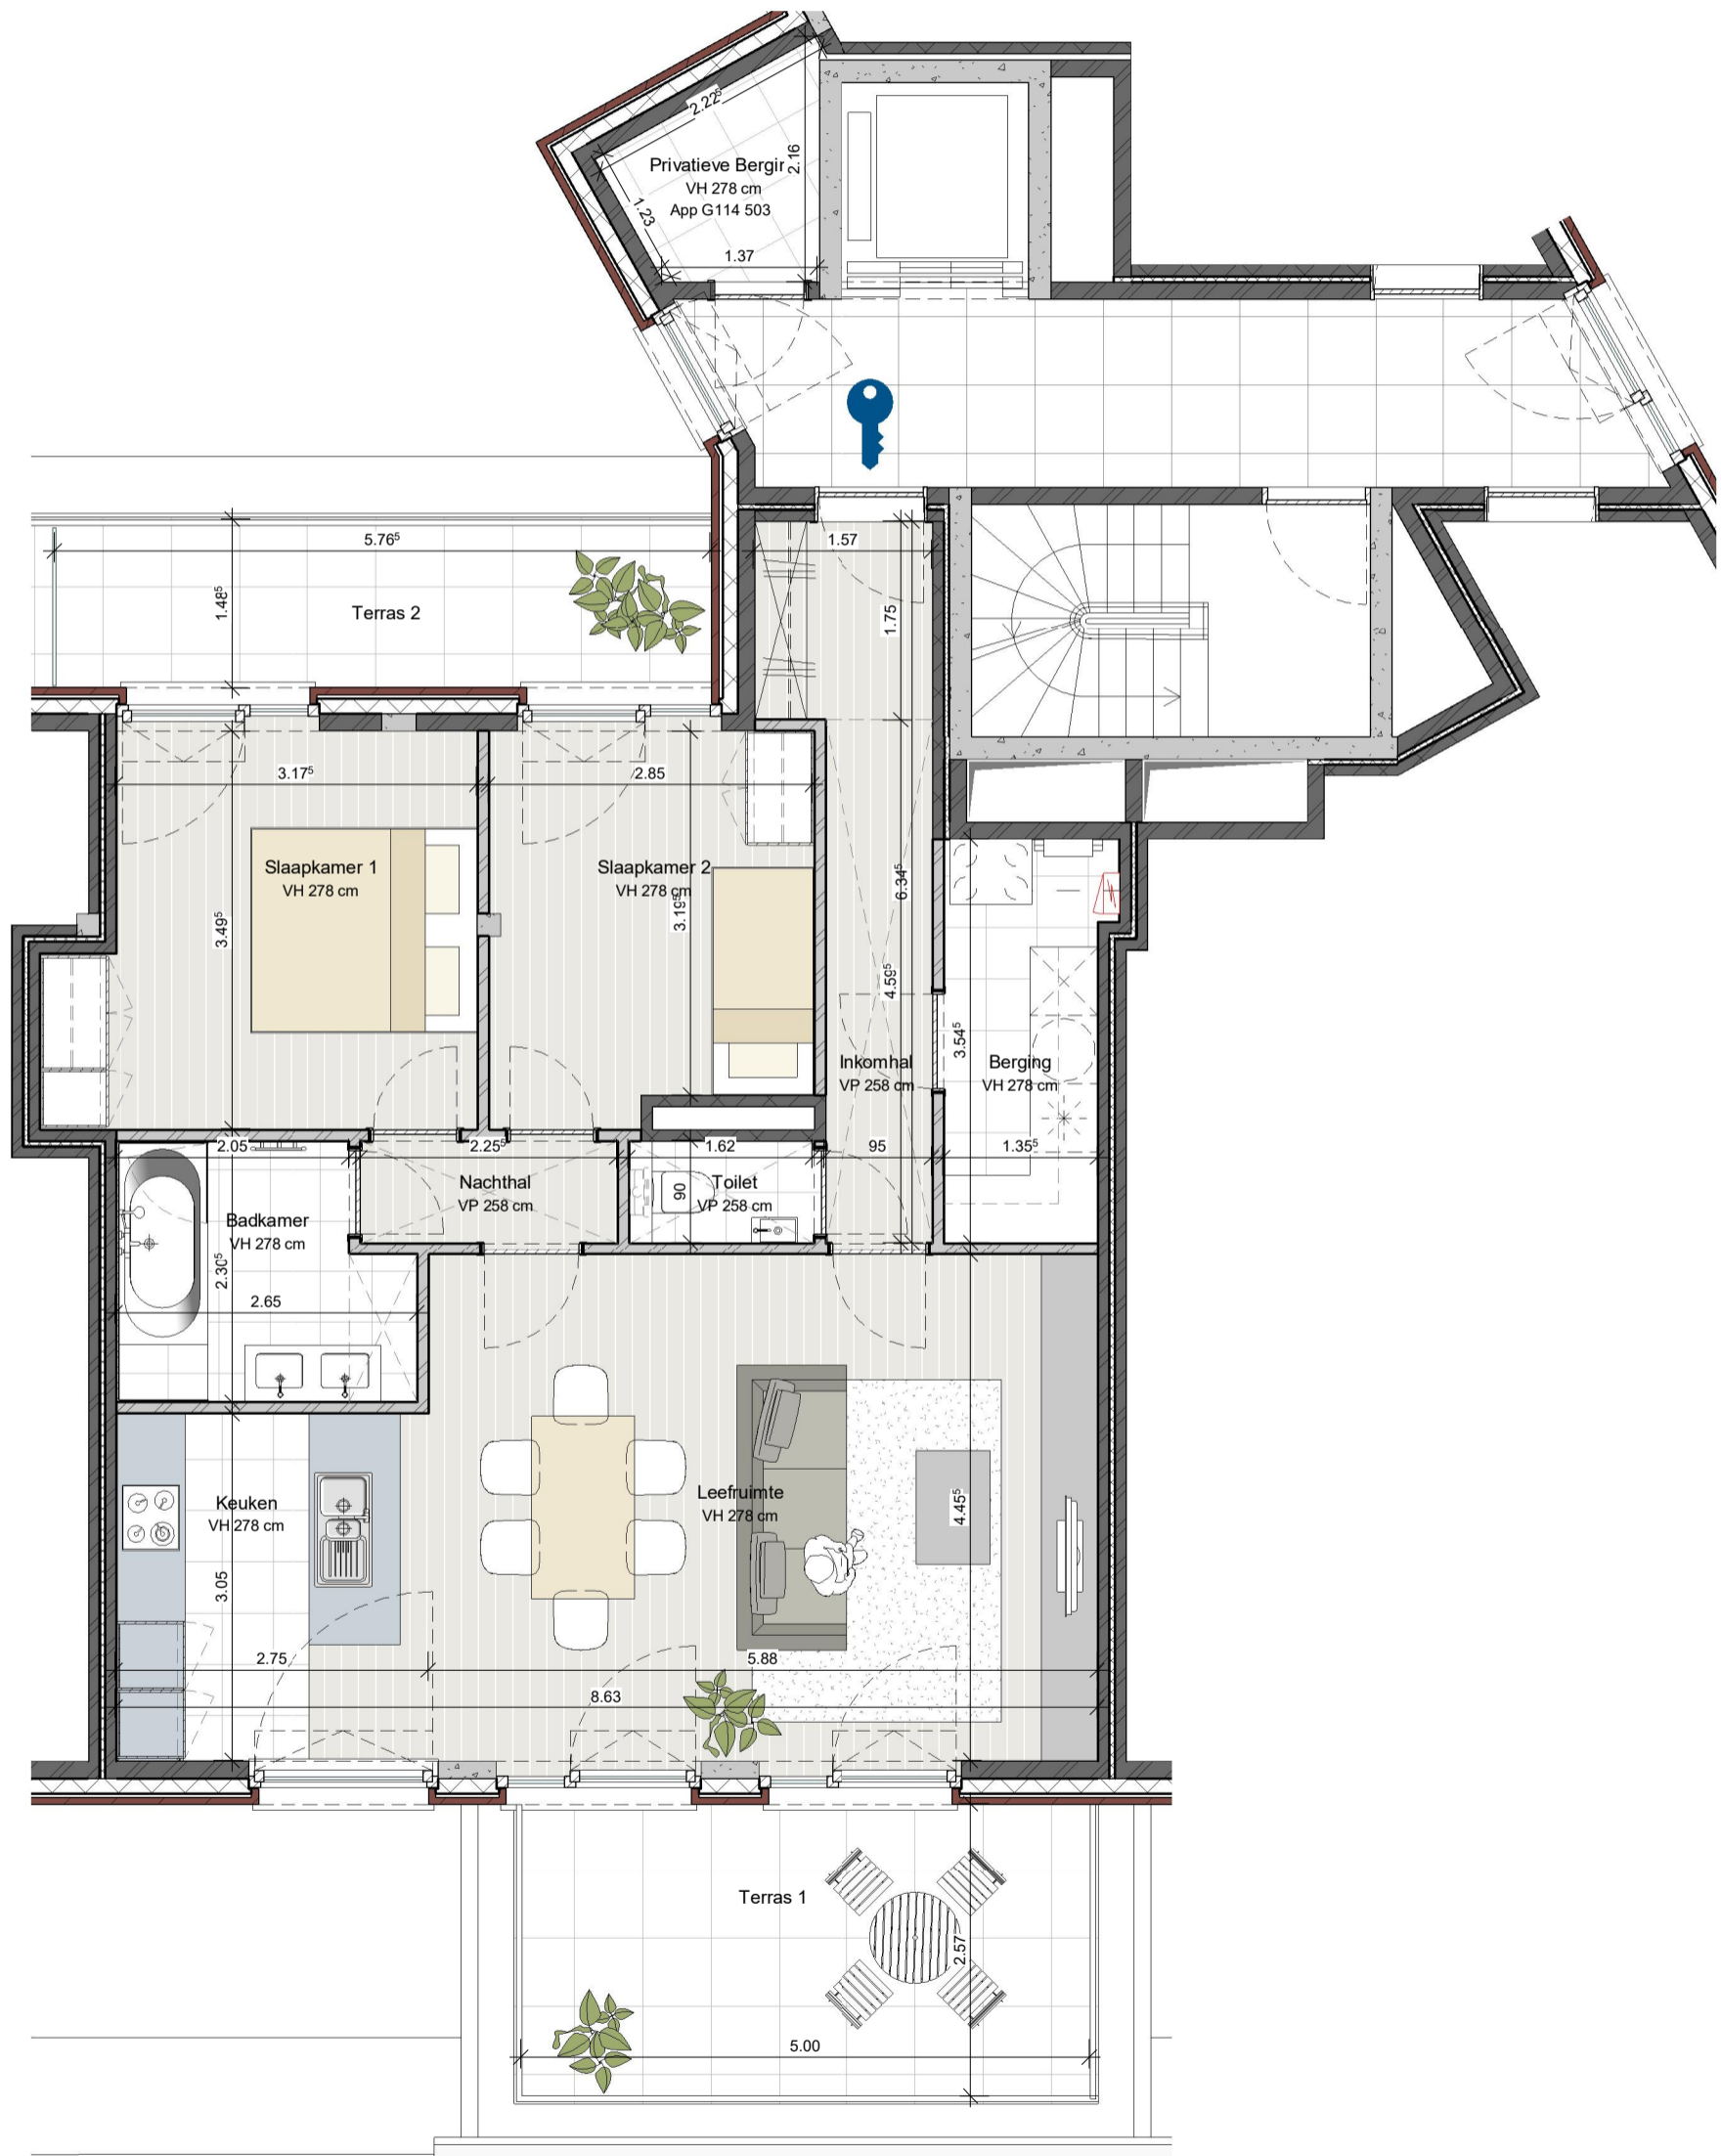 2.22⁵
Privatieve Bergin
VH 278 cm
App G114 503
2.16
1.23
1.37
5.76⁵
1.57
1.48⁵
Terras 2
1.75
3.17⁵
2.85
Slaapkamer 1
VH 278 cm
Slaapkamer 2
VH 278 cm
6.34⁵
3.49⁵
3.19⁵
4.59⁵
3.54⁵
Inkomhal
VP 258 cm
Berging
VH 278 cm
2.05
2.25⁵
1.62
95
1.35⁵
Nachthal
VP 258 cm
90
Toilet
VP 258 cm
Badkamer
VH 278 cm
2.30⁵
2.65
Keuken
VH 278 cm
Leefruimte
VH 278 cm
4.45⁵
3.05
2.75
5.88
8.63
Terras 1
2.57
5.00